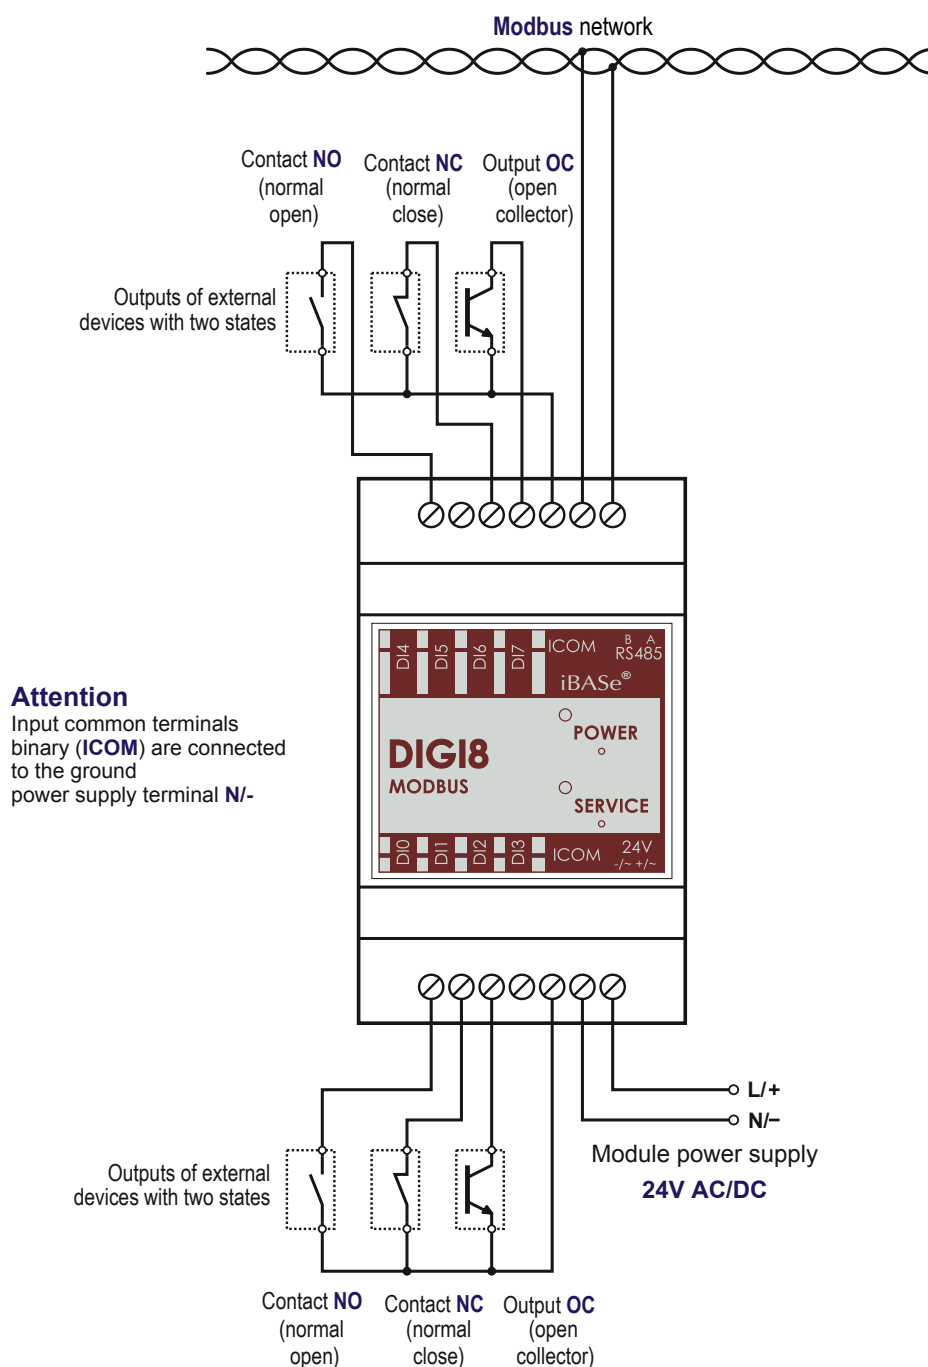 Modbus network
Contact NO
(normal
open)
Contact NC
(normal
close)
Output OC
(open
collector)
Outputs of external
devices with two states
DI4
DI5
DI6
DI7
ICOM
B A
RS485
iBASe®
Attention
Input common terminals
binary (ICOM) are connected
to the ground
power supply terminal N/-
POWER
DIGI8
MODBUS
SERVICE
DI0
DI1
DI2
DI3
ICOM
24V
-/~ +/~
L/+
N/–
Module power supply
24V AC/DC
Outputs of external
devices with two states
Contact NO
(normal
open)
Contact NC
(normal
close)
Output OC
(open
collector)